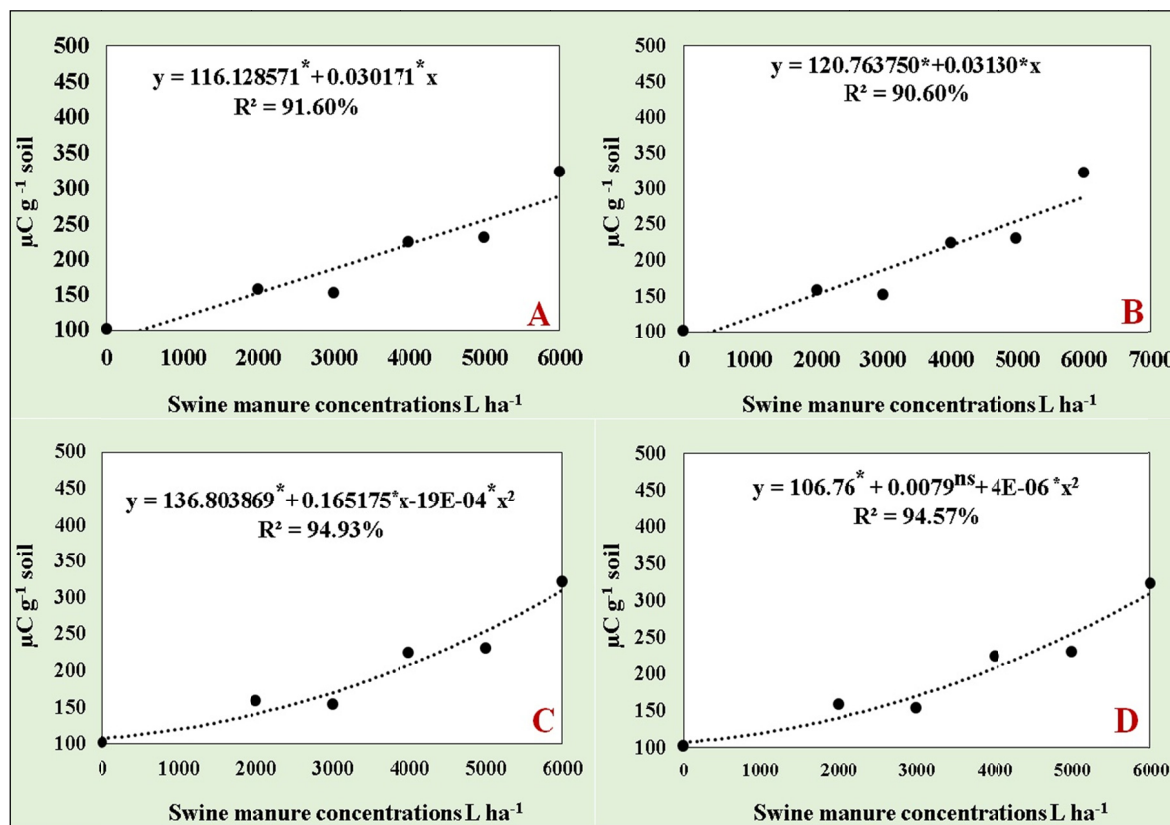 500
450
400
350
300
250
200
150
100
y = 116.128571* + 0.030171* x
R² = 91.60%
A
0 1000 2000 3000 4000 5000 6000
µC g⁻¹ soil
Swine manure concentrations L ha⁻¹
500
450
400
350
300
250
200
150
100
y = 120.763750*+0.03130*x
R² = 90.60%
B
0 1000 2000 3000 4000 5000 6000 7000
µC g⁻¹ soil
Swine manure concentrations L ha⁻¹
500
450
400
350
300
250
200
150
100
y = 136.803869* + 0.165175*x-19E-04*x²
R² = 94.93%
C
0 1000 2000 3000 4000 5000 6000
µC g⁻¹ soil
Swine manure concentrations L ha⁻¹
500
450
400
350
300
250
200
150
100
y = 106.76* + 0.0079ⁿˢ+ 4E-06 *x²
R² = 94.57%
D
0 1000 2000 3000 4000 5000 6000
µC g⁻¹ soil
Swine manure concentrations L ha⁻¹